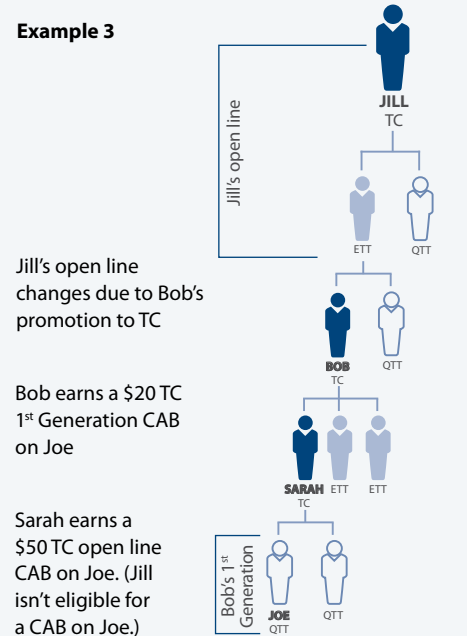 Example 3
JILL
TC
Jill's open line
ETT
QTT
Jill's open line
changes due to Bob's
promotion to TC
BOB
TC
QTT
Bob earns a $20 TC
1st Generation CAB
on Joe
SARAH
TC
ETT
ETT
Sarah earns a
$50 TC open line
CAB on Joe. (Jill
isn't eligible for
a CAB on Joe.)
Bob's 1st
Generation
JOE
QTT
QTT